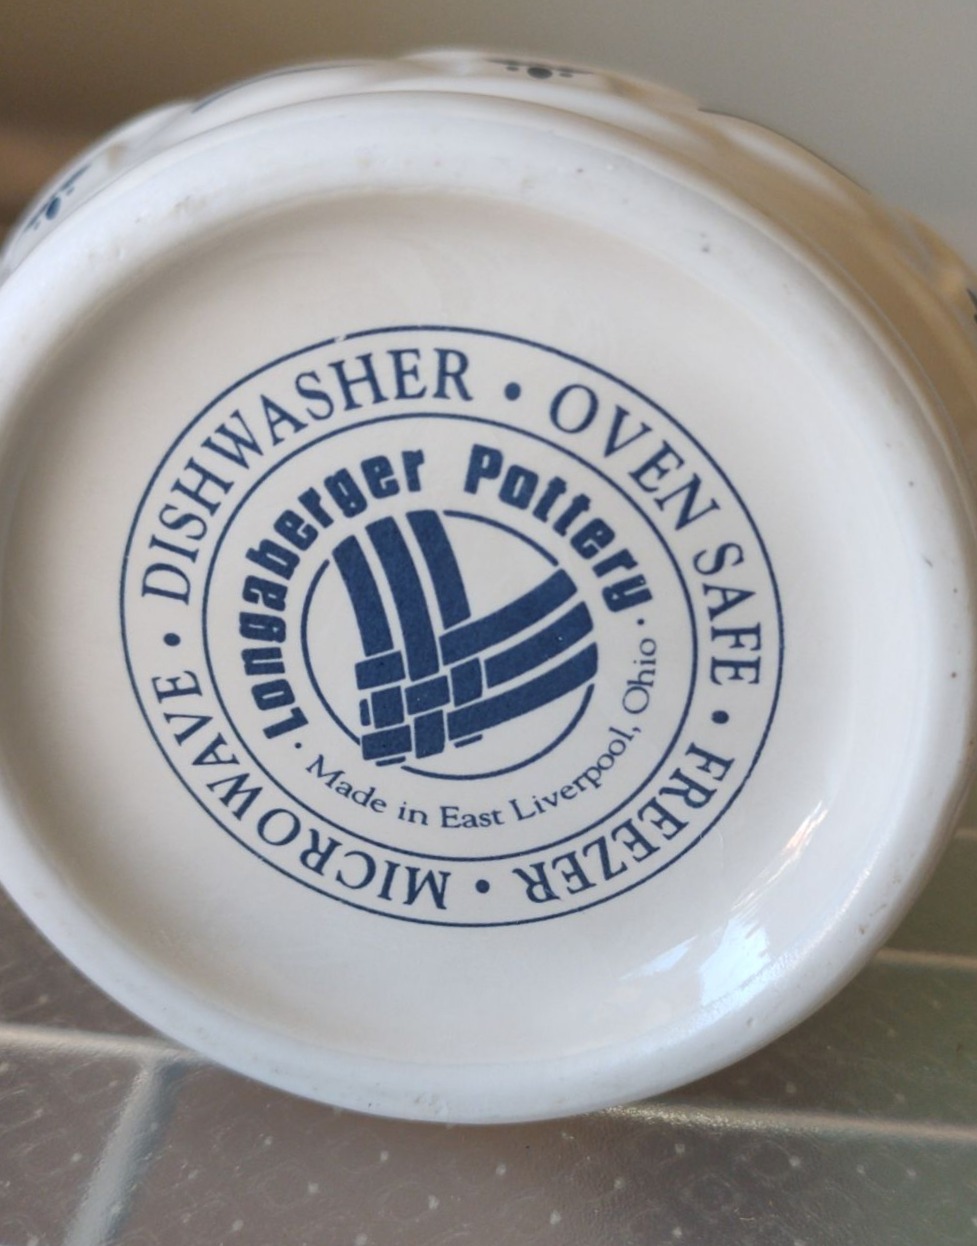 DISHWASHER • OVEN SAFE • FREEZER • MICROWAVE •
Longaberger Pottery
· Made in East Liverpool, Ohio ·